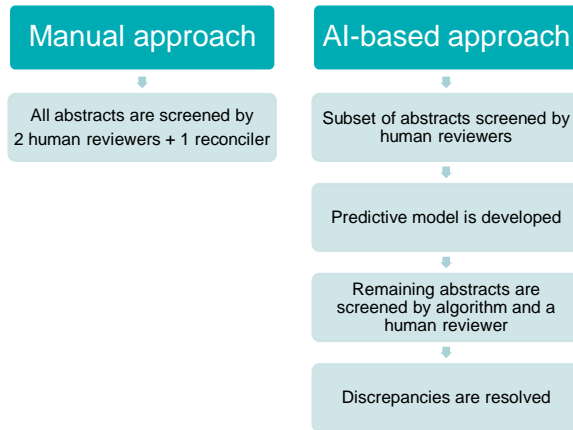 Manual approach
All abstracts are screened by
2 human reviewers + 1 reconciler
AI-based approach
Subset of abstracts screened by
human reviewers
Predictive model is developed
Remaining abstracts are
screened by algorithm and a
human reviewer
Discrepancies are resolved